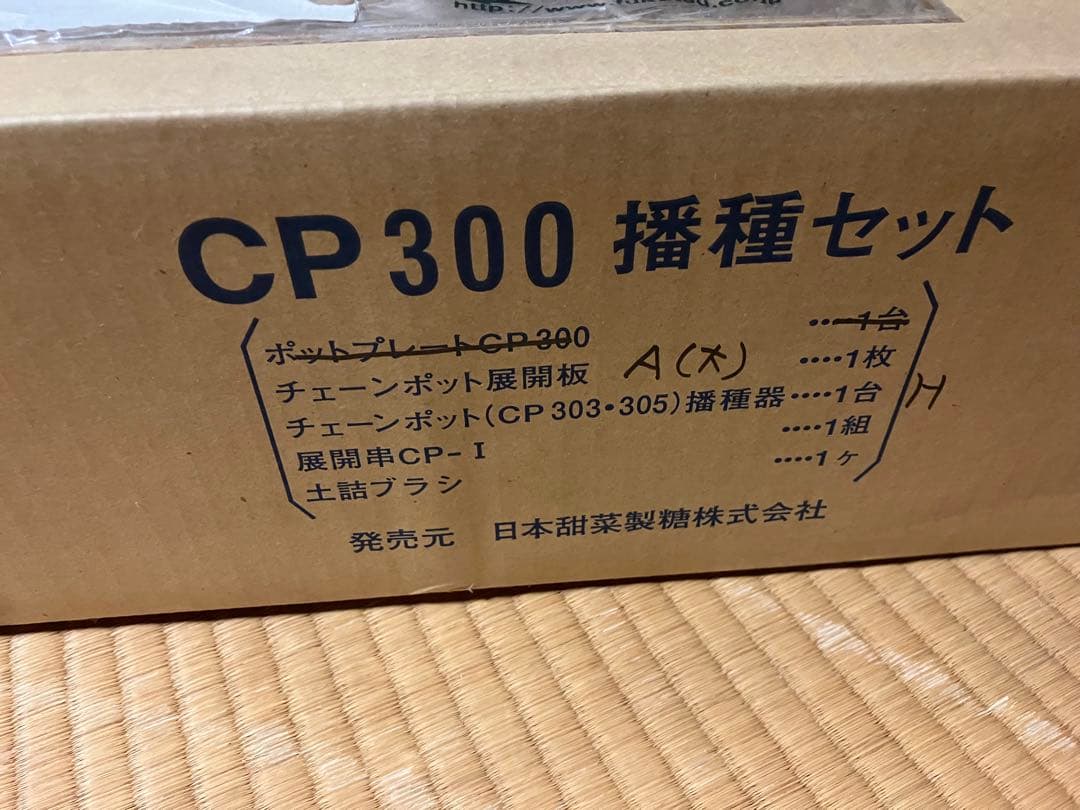 http://www.
CP300 播種セット
ポットプレートCP300 ‥‥1台
チェーンポット展開板 A(大) ‥‥1枚
チェーンポット(CP303・305)播種器‥‥1台
展開串CP-I ‥‥1組
土詰ブラシ ‥‥1ヶ
発売元 日本甜菜製糖株式会社